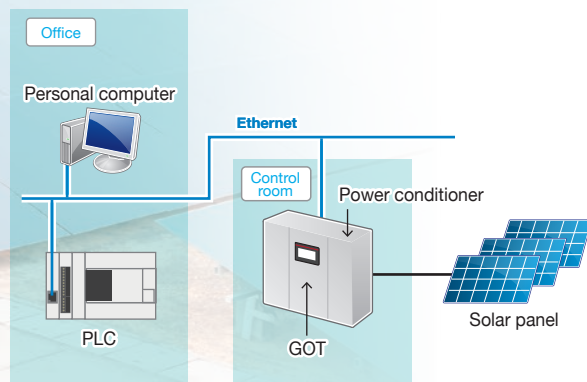 Office
Personal computer
Ethernet
Control
room
Power conditioner
Solar panel
PLC
GOT